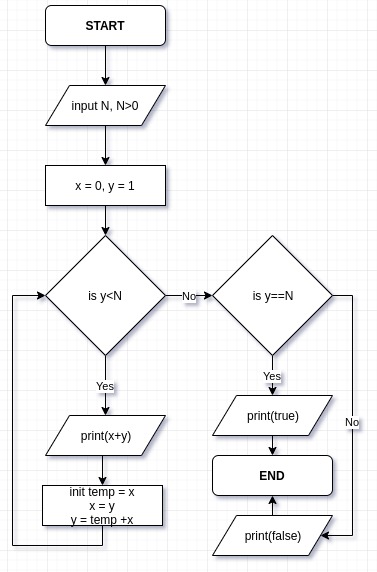 START
input N, N>0
x = 0, y = 1
is y<N
No
is y==N
Yes
Yes
print(x+y)
print(true)
No
END
init temp = x
x = y
y = temp +x
print(false)